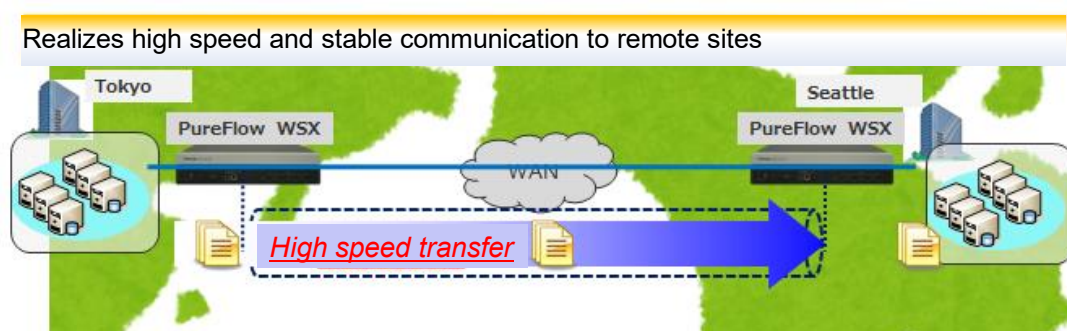 Realizes high speed and stable communication to remote sites
Tokyo
Seattle
PureFlow WSX
PureFlow WSX
WAN
High speed transfer